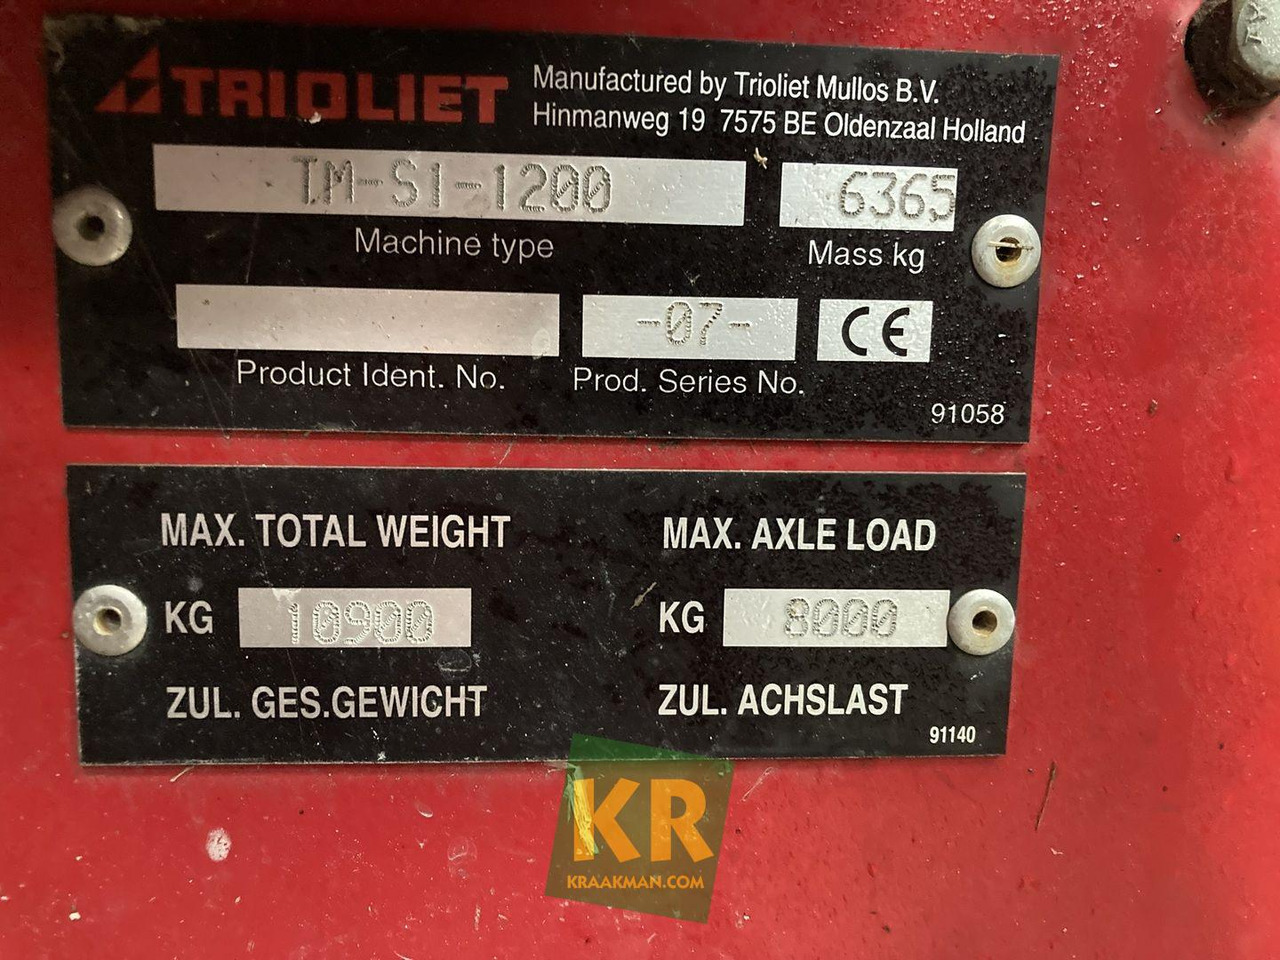 TRIOLIET
Manufactured by Trioliet Mullos B.V.
Hinmanweg 19 7575 BE Oldenzaal Holland
TM-S1-1200 6365
Machine type Mass kg
-07- CE
Product Ident. No. Prod. Series No.
91058
MAX. TOTAL WEIGHT MAX. AXLE LOAD
KG 10900 KG 8000
ZUL. GES.GEWICHT ZUL. ACHSLAST
91140
KR
KRAAKMAN.COM